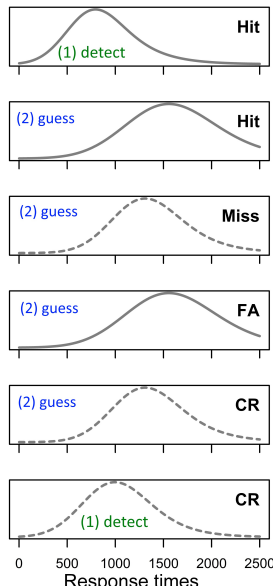 Hit
(1) detect
(2) guess
Hit
(2) guess
Miss
(2) guess
FA
(2) guess
CR
CR
(1) detect
0 500 1000 1500 2000 2500
Response times